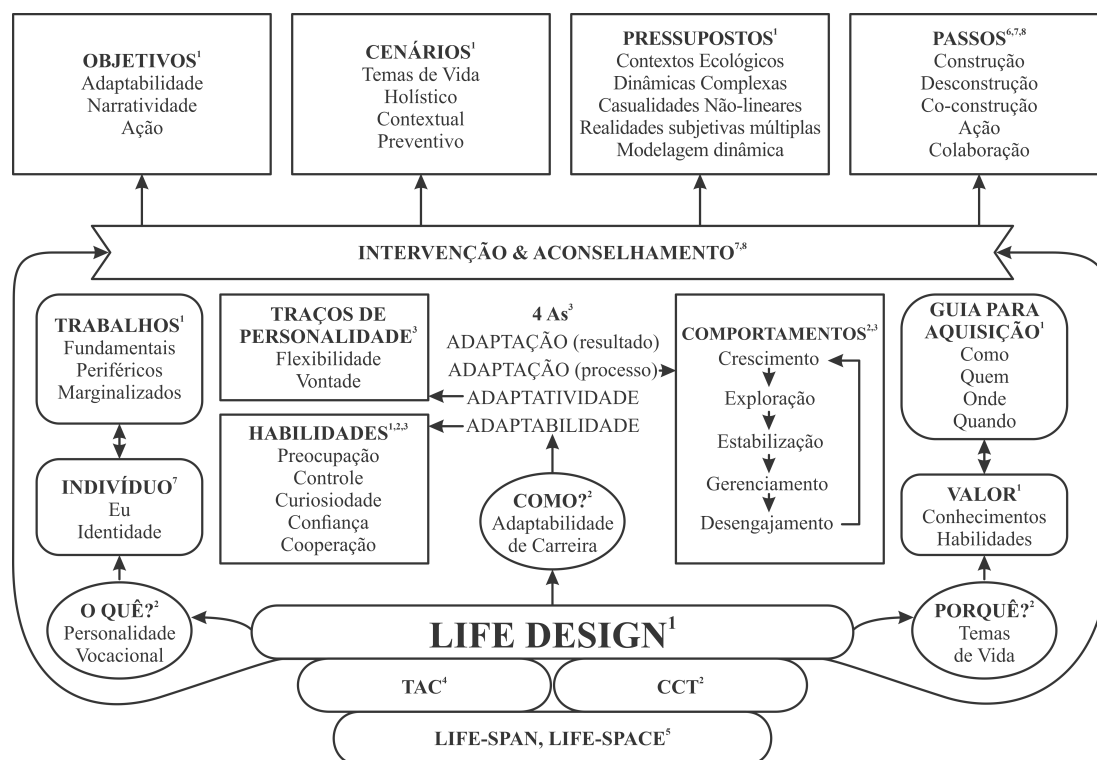 OBJETIVOS¹
Adaptabilidade
Narratividade
Ação
CENÁRIOS¹
Temas de Vida
Holístico
Contextual
Preventivo
PRESSUPOSTOS¹
Contextos Ecológicos
Dinâmicas Complexas
Casualidades Não-lineares
Realidades subjetivas múltiplas
Modelagem dinâmica
PASSOS⁶,⁷,⁸
Construção
Desconstrução
Co-construção
Ação
Colaboração
INTERVENÇÃO & ACONSELHAMENTO⁷,⁸
TRABALHOS¹
Fundamentais
Periféricos
Marginalizados
INDIVÍDUO⁷
Eu
Identidade
O QUÊ?²
Personalidade
Vocacional
TRAÇOS DE
PERSONALIDADE³
Flexibilidade
Vontade
HABILIDADES¹,²,³
Preocupação
Controle
Curiosiodade
Confiança
Cooperação
4 As³
ADAPTAÇÃO (resultado)
ADAPTAÇÃO (processo)
ADAPTATIVIDADE
ADAPTABILIDADE
COMO?²
Adaptabilidade
de Carreira
COMPORTAMENTOS²,³
Crescimento
Exploração
Estabilização
Gerenciamento
Desengajamento
GUIA PARA
AQUISIÇÃO¹
Como
Quem
Onde
Quando
VALOR¹
Conhecimentos
Habilidades
PORQUÊ?²
Temas
de Vida
LIFE DESIGN¹
TAC⁴
CCT²
LIFE-SPAN, LIFE-SPACE⁵